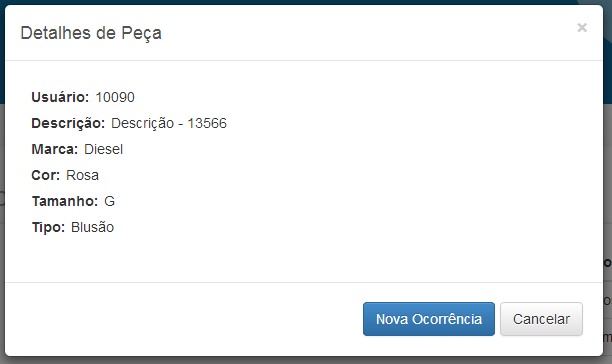 Detalhes de Peça ×
Usuário: 10090
Descrição: Descrição - 13566
Marca: Diesel
Cor: Rosa
Tamanho: G
Tipo: Blusão
Nova Ocorrência Cancelar